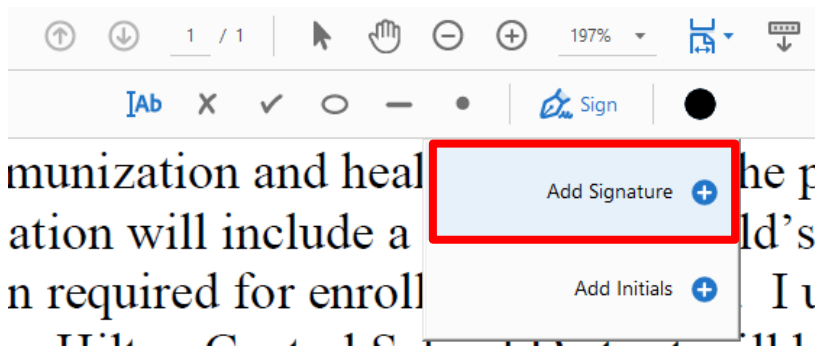 1 / 1 197%
Ab Sign
munization and heal he p
Add Signature
ation will include a ld’s
n required for enroll I u
Add Initials